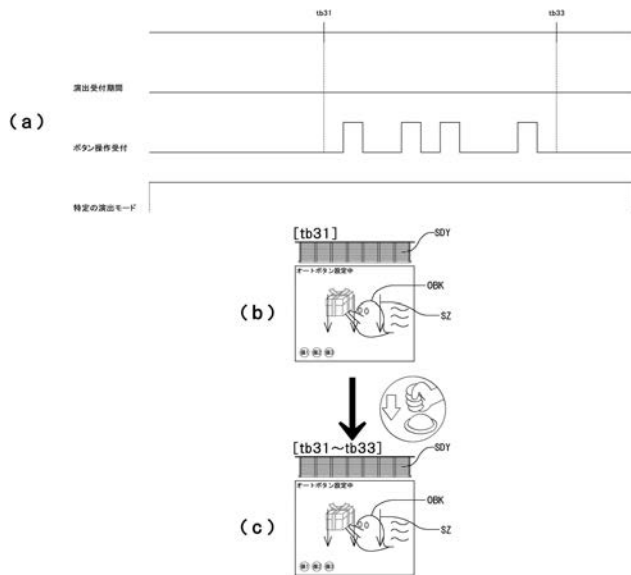 tb31
tb33
演出受付期間
(a)
ボタン操作受付
特定の演出モード
[tb31]
SDY
オートボタン設定中
OBK
(b)
SZ
[tb31~tb33]
SDY
オートボタン設定中
OBK
(c)
SZ